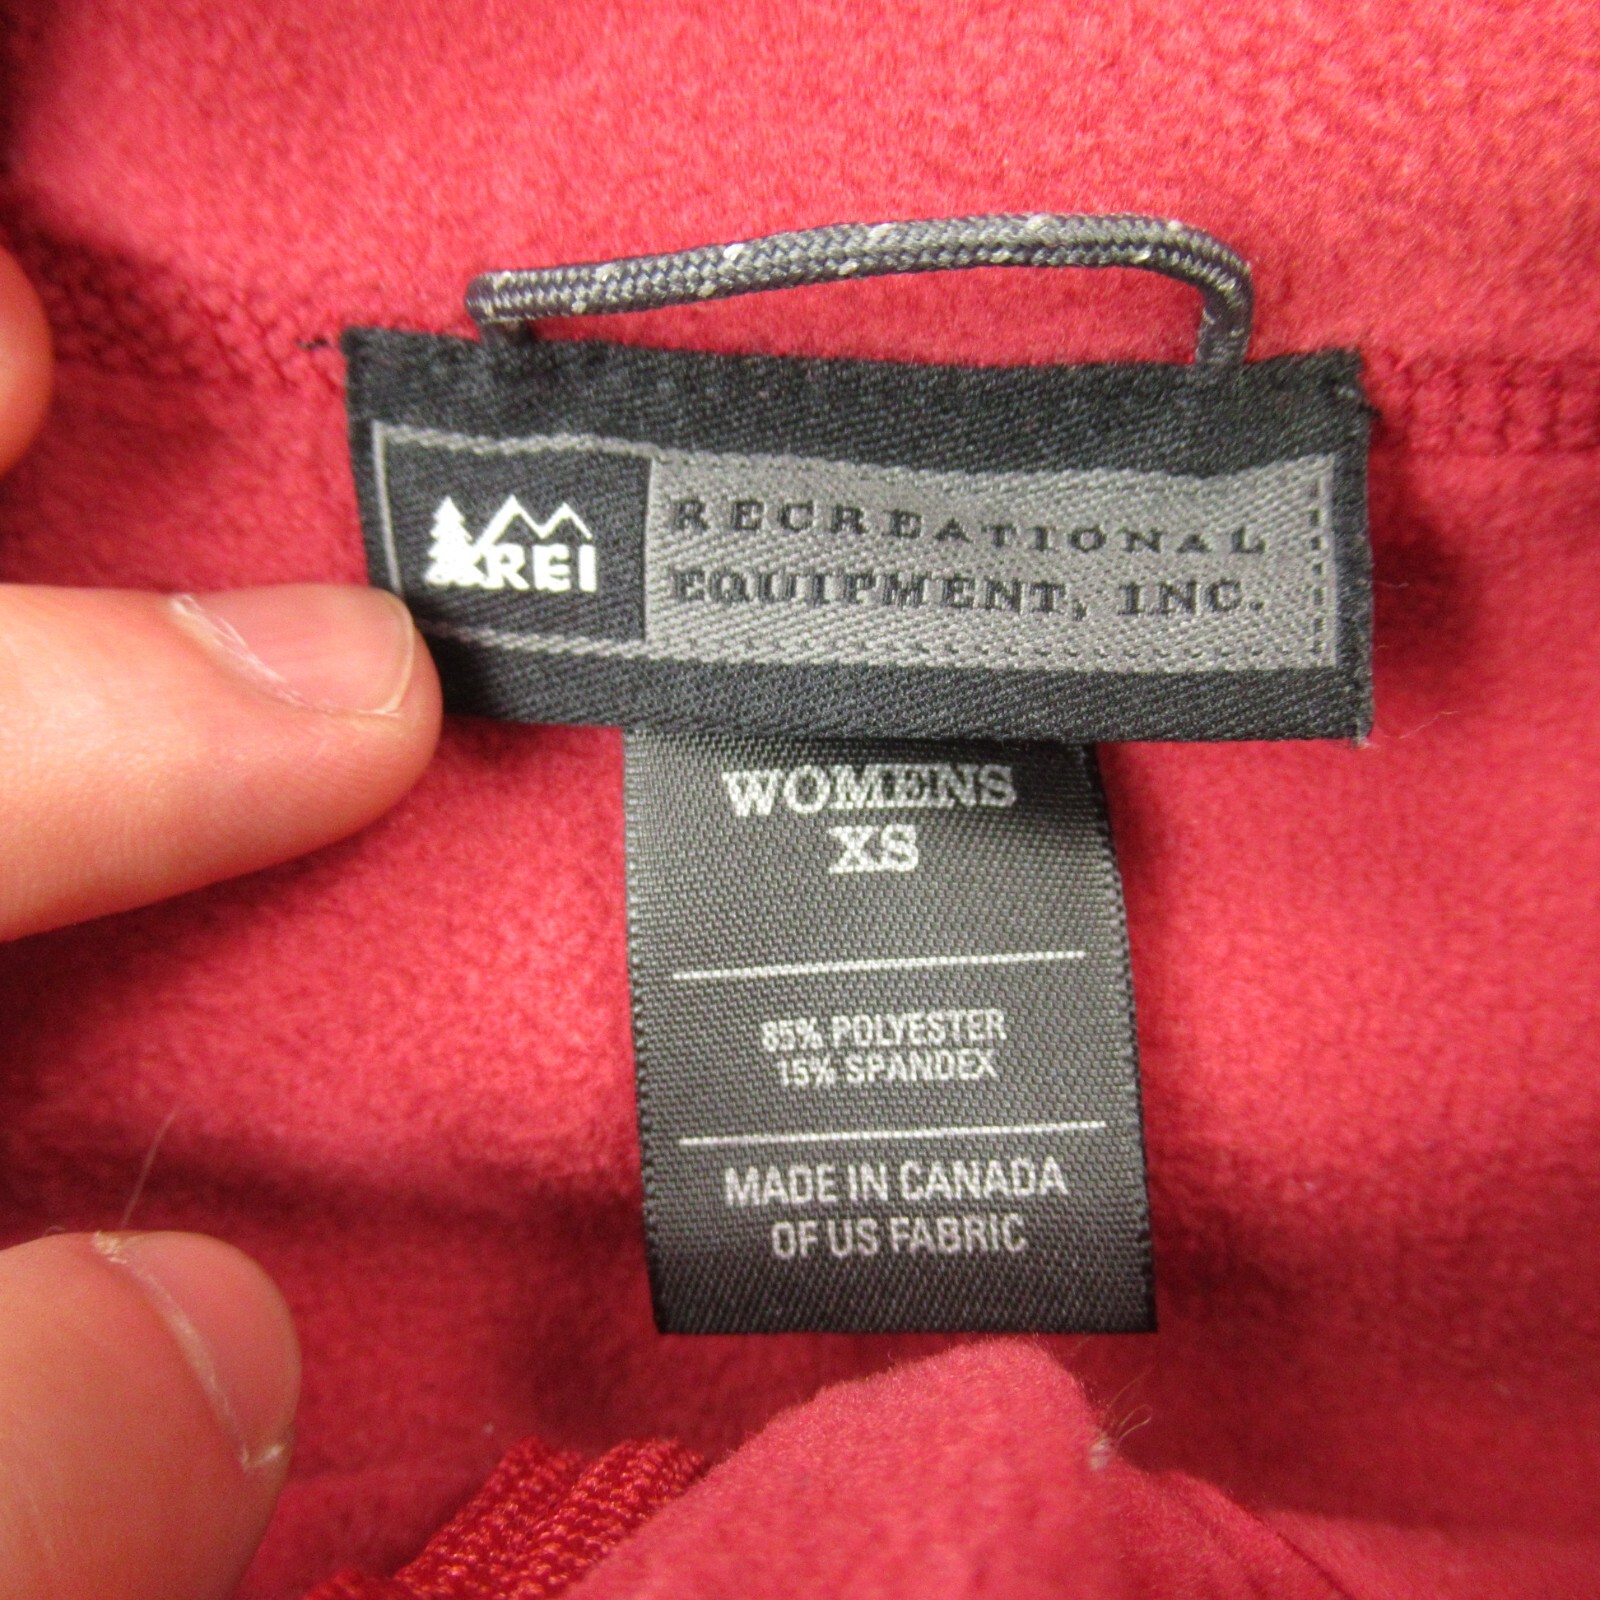 REI
RECREATIONAL
EQUIPMENT, INC.
WOMENS
XS
85% POLYESTER
15% SPANDEX
MADE IN CANADA
OF US FABRIC